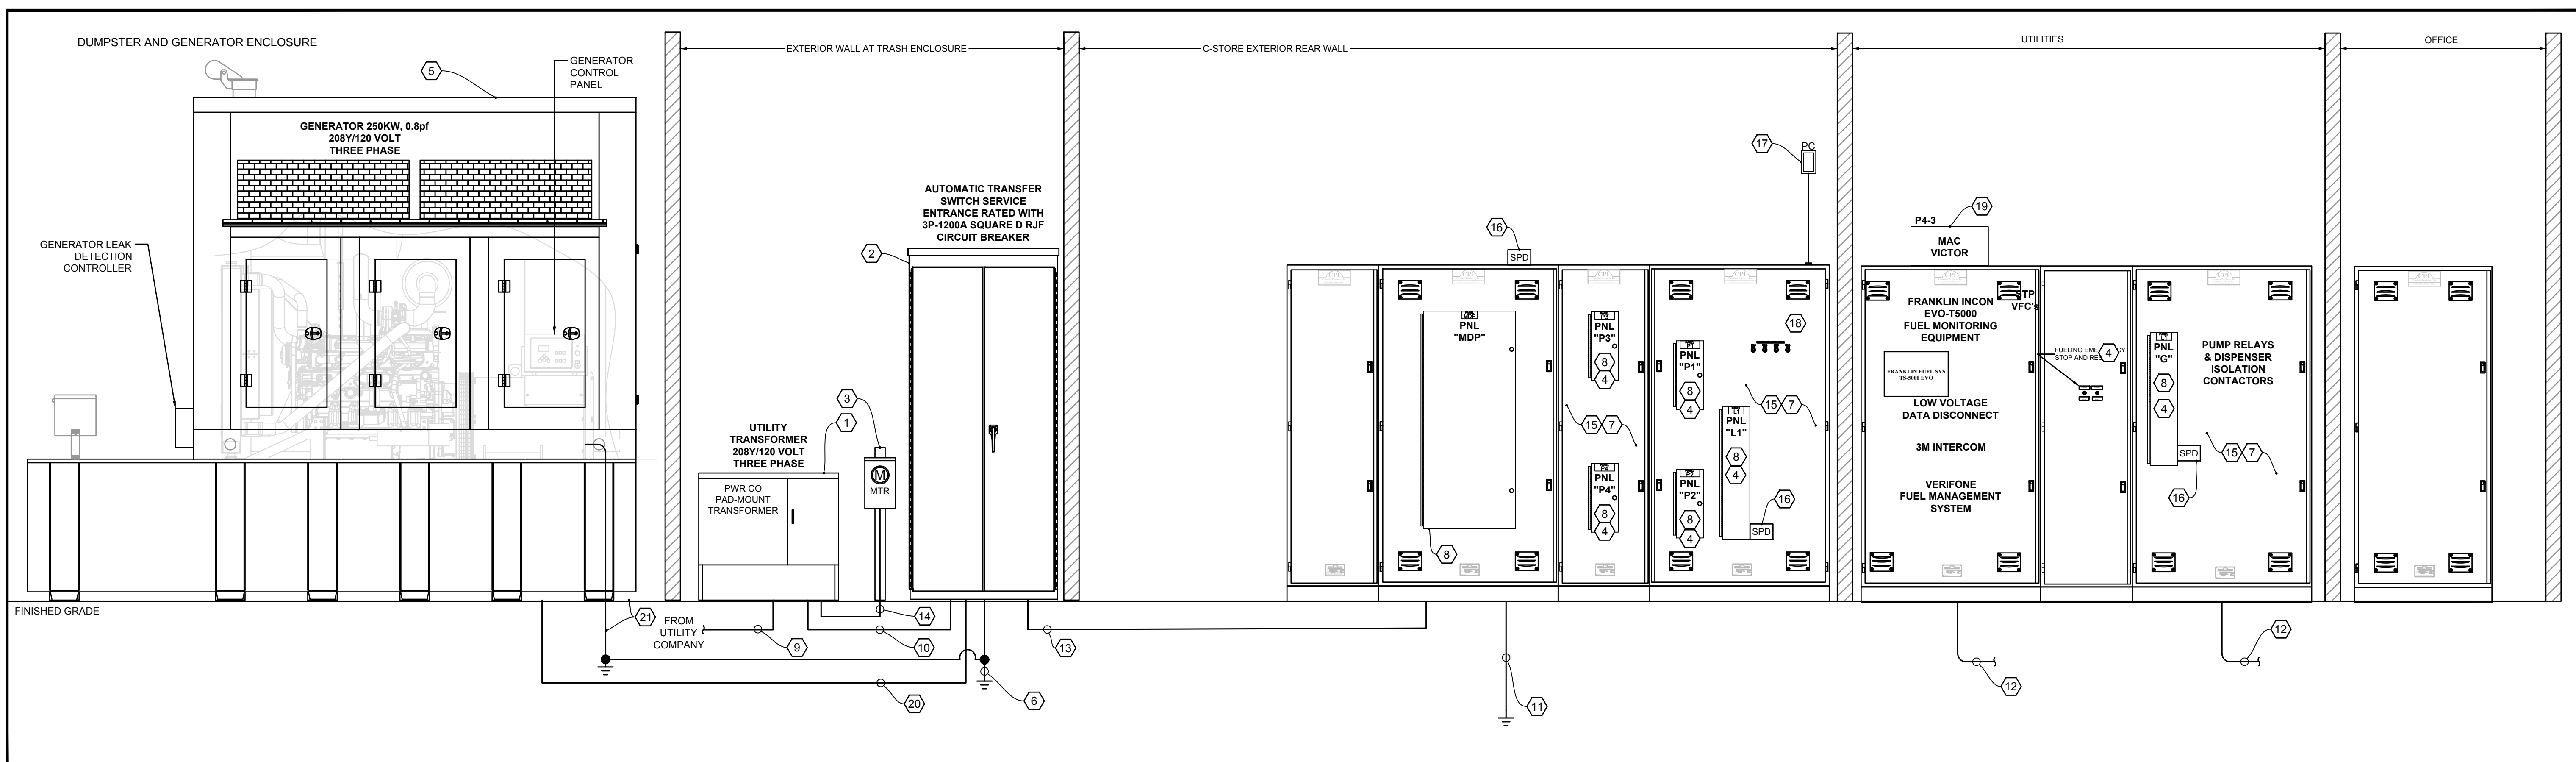 DUMPSTER AND GENERATOR ENCLOSURE
5
GENERATOR
CONTROL
PANEL
GENERATOR 250KW, 0.8pf
208Y/120 VOLT
THREE PHASE
GENERATOR LEAK
DETECTION
CONTROLLER
FINISHED GRADE
21
EXTERIOR WALL AT TRASH ENCLOSURE
AUTOMATIC TRANSFER
SWITCH SERVICE
ENTRANCE RATED WITH
3P-1200A SQUARE D RJF
CIRCUIT BREAKER
2
3
1
UTILITY
TRANSFORMER
208Y/120 VOLT
THREE PHASE
PWR CO
PAD-MOUNT
TRANSFORMER
M
MTR
FROM
UTILITY
COMPANY
9
10
14
20
6
13
C-STORE EXTERIOR REAR WALL
17
PC
16
SPD
MDP
PNL
"MDP"
8
P3
PNL
"P3"
8
4
15
7
P4
PNL
"P4"
8
4
P1
PNL
"P1"
8
4
P2
PNL
"P2"
8
4
L1
PNL
"L1"
8
4
18
15
7
16
SPD
11
UTILITIES
P4-3
19
MAC
VICTOR
FRANKLIN INCON
EVO-T5000
FUEL MONITORING
EQUIPMENT
STP
VFC's
FRANKLIN FUEL SYS
TS-5000 EVO
LOW VOLTAGE
DATA DISCONNECT
3M INTERCOM
VERIFONE
FUEL MANAGEMENT
SYSTEM
FUELING
STOP AND
4
PNL
"G"
8
4
PUMP RELAYS
& DISPENSER
ISOLATION
CONTACTORS
SPD
16
15
7
12
12
OFFICE